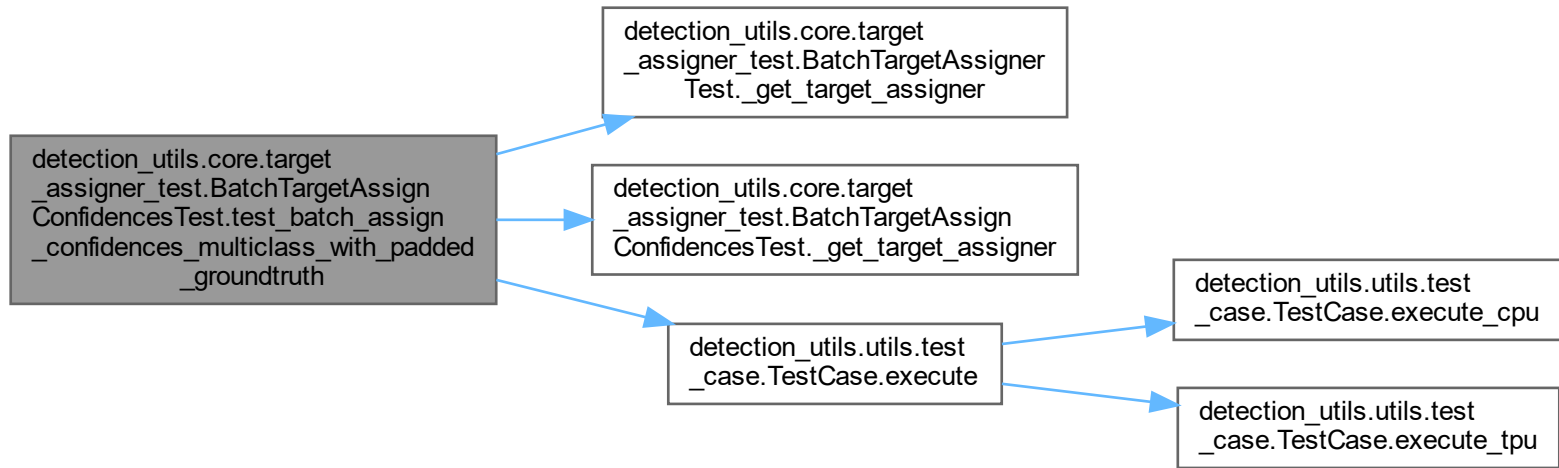 detection_utils.core.target
_assigner_test.BatchTargetAssigner
Test._get_target_assigner
detection_utils.core.target
_assigner_test.BatchTargetAssign
ConfidencesTest.test_batch_assign
_confidences_multiclass_with_padded
_groundtruth
detection_utils.core.target
_assigner_test.BatchTargetAssign
ConfidencesTest._get_target_assigner
detection_utils.utils.test
_case.TestCase.execute
detection_utils.utils.test
_case.TestCase.execute_cpu
detection_utils.utils.test
_case.TestCase.execute_tpu